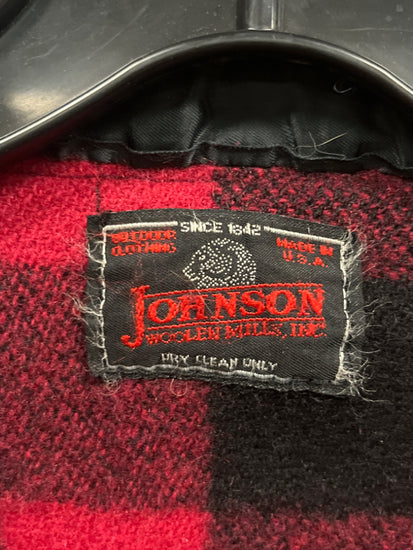 SINCE 1842
OUTDOOR MADE IN
CLOTHING U.S.A.
JOHNSON
WOOLEN MILLS, INC.
DRY CLEAN ONLY